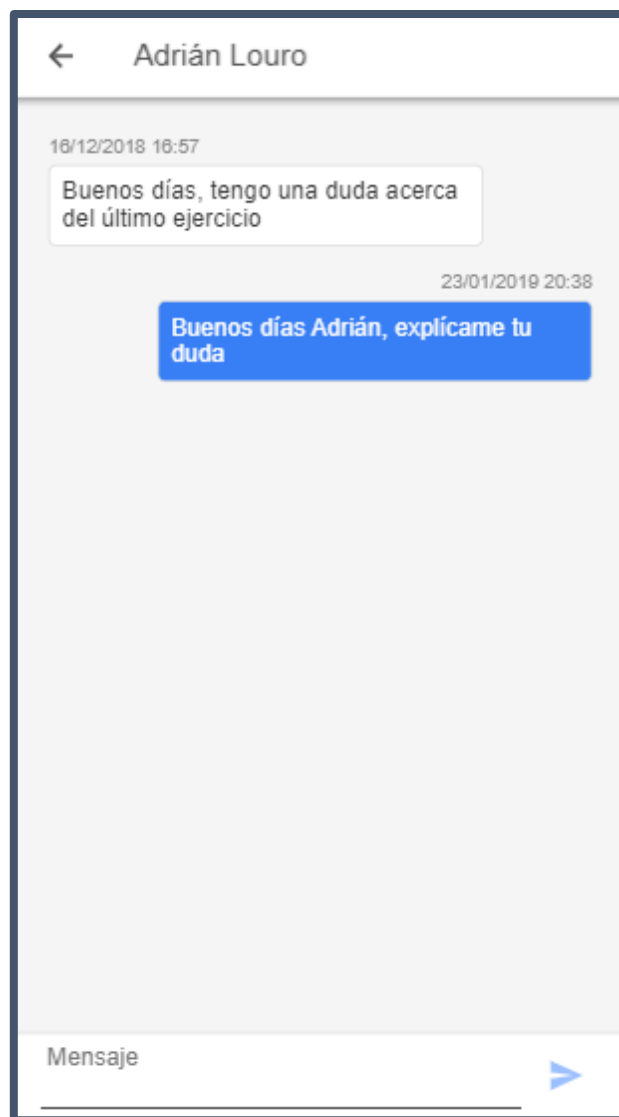 Adrián Louro
16/12/2018 16:57
Buenos días, tengo una duda acerca
del último ejercicio
23/01/2019 20:38
Buenos días Adrián, explícame tu
duda
Mensaje